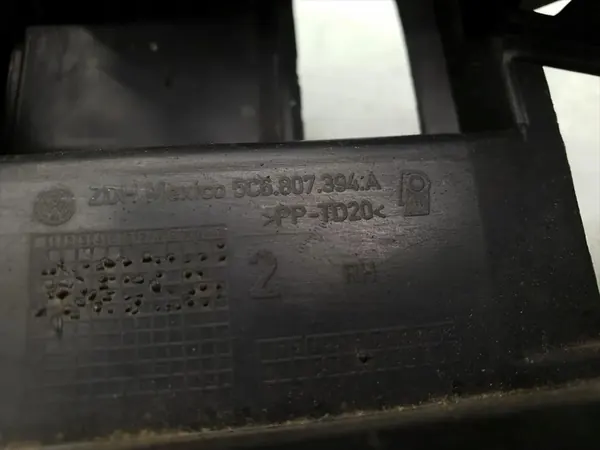 Mexico 5C6.807.394.A
>PP-TD20<
2 RH